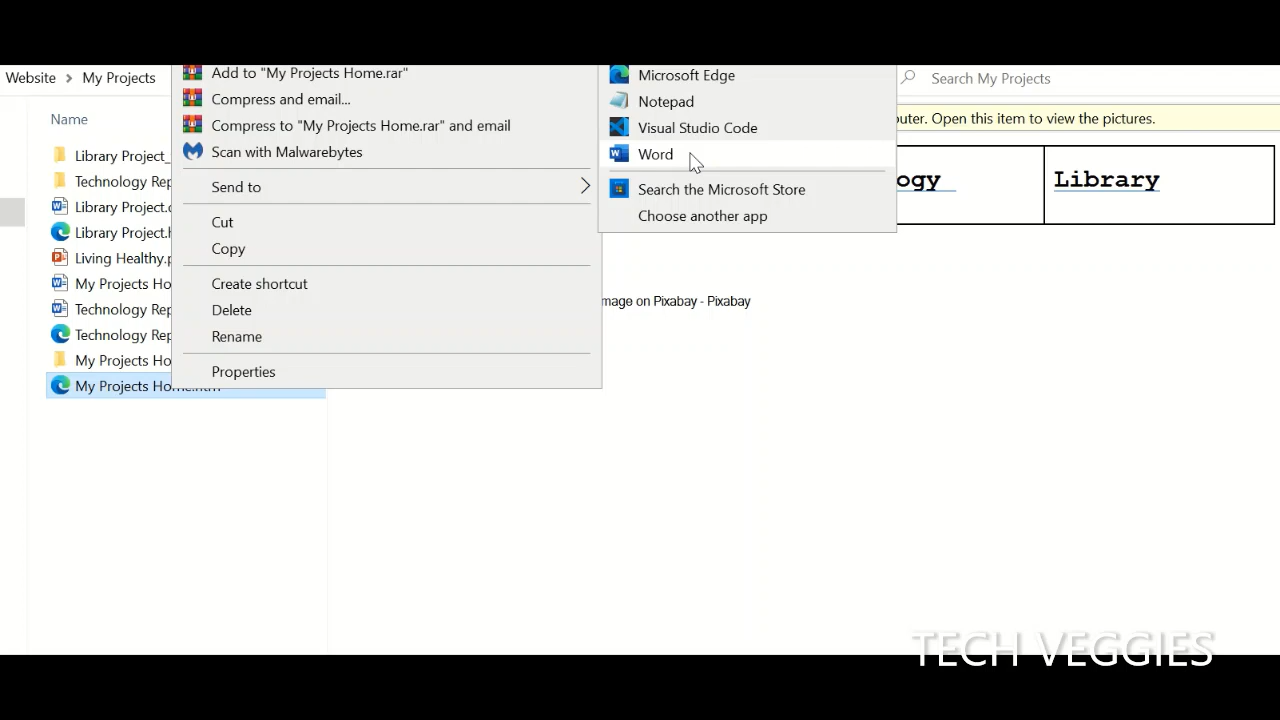 Website > My Projects
Search My Projects
Name
Library Project_
Technology Rep
Library Project.
Library Project.
Living Healthy.
My Projects Ho
Technology Rep
Technology Rep
My Projects Ho
My Projects Home.htm
Add to "My Projects Home.rar"
Compress and email...
Compress to "My Projects Home.rar" and email
Scan with Malwarebytes
Send to
Cut
Copy
Create shortcut
Delete
Rename
Properties
Microsoft Edge
Notepad
Visual Studio Code
Word
Search the Microsoft Store
Choose another app
outer. Open this item to view the pictures.
ogy
Library
mage on Pixabay - Pixabay
TECH VEGGIES